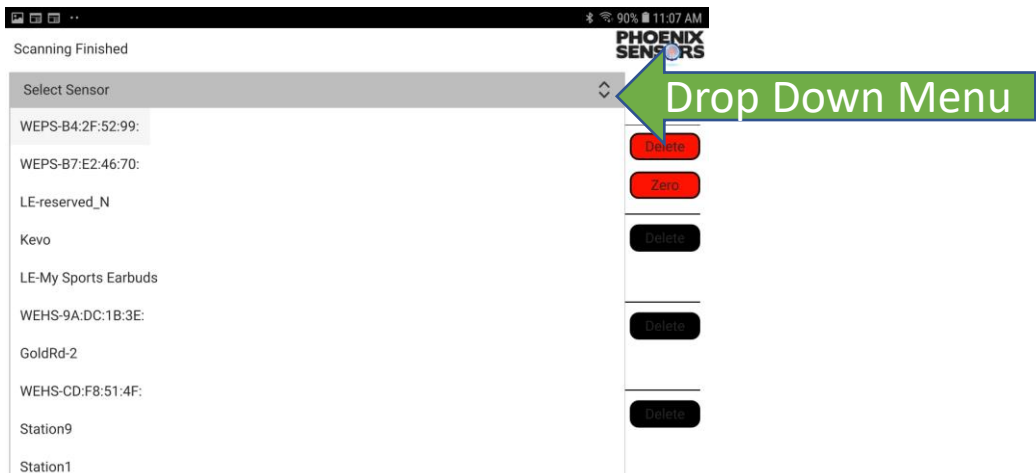 90% 11:07 AM
Scanning Finished
PHOENIX
SENSORS
Select Sensor
Drop Down Menu
WEPS-B4:2F:52:99:
Delete
WEPS-B7:E2:46:70:
Zero
LE-reserved_N
Kevo
Delete
LE-My Sports Earbuds
WEHS-9A:DC:1B:3E:
Delete
GoldRd-2
WEHS-CD:F8:51:4F:
Delete
Station9
Station1